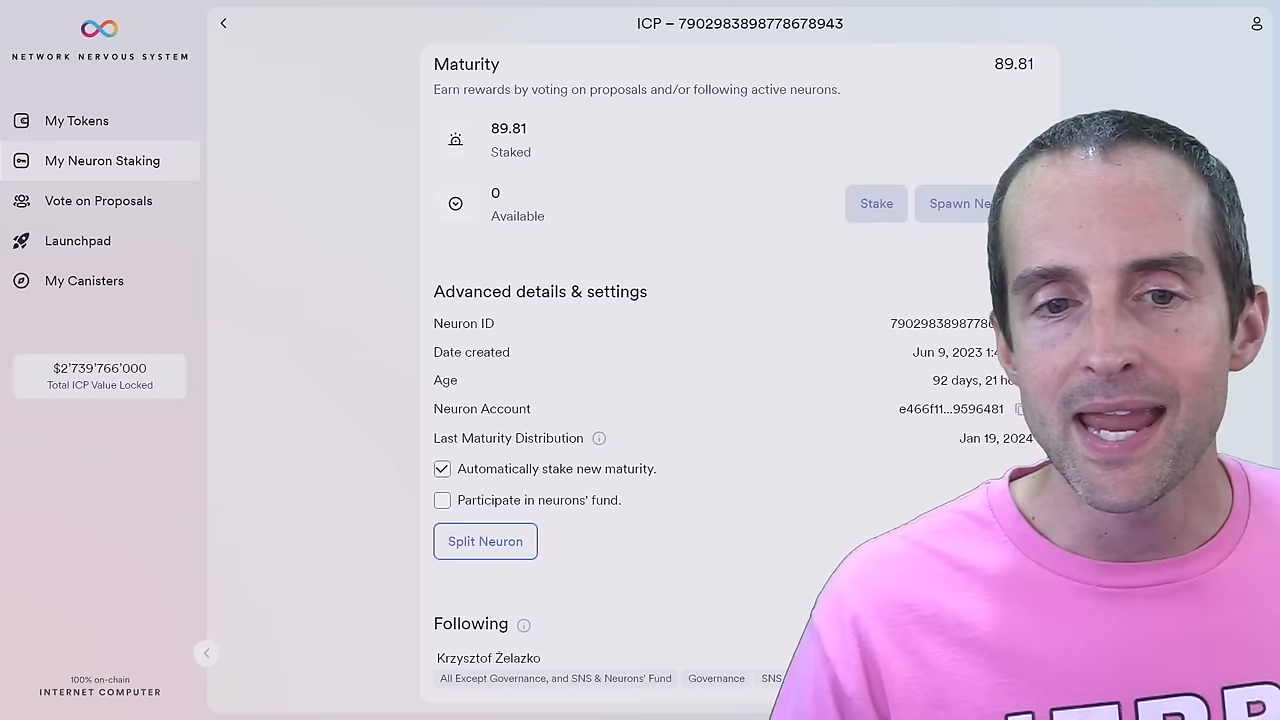 NETWORK NERVOUS SYSTEM
My Tokens
My Neuron Staking
Vote on Proposals
Launchpad
My Canisters
$2'739'766'000
Total ICP Value Locked
100% on-chain
INTERNET COMPUTER
ICP – 7902983898778678943
Maturity 89.81
Earn rewards by voting on proposals and/or following active neurons.
89.81
Staked
0
Available
Stake
Spawn
Advanced details & settings
Neuron ID
Date created Jun 9, 2023
Age 92 days, 21
Neuron Account e466f11...9596481
Last Maturity Distribution Jan 19, 2024
Automatically stake new maturity.
Participate in neurons' fund.
Split Neuron
Following
Krzysztof Żelazko
All Except Governance, and SNS & Neurons' Fund Governance SNS